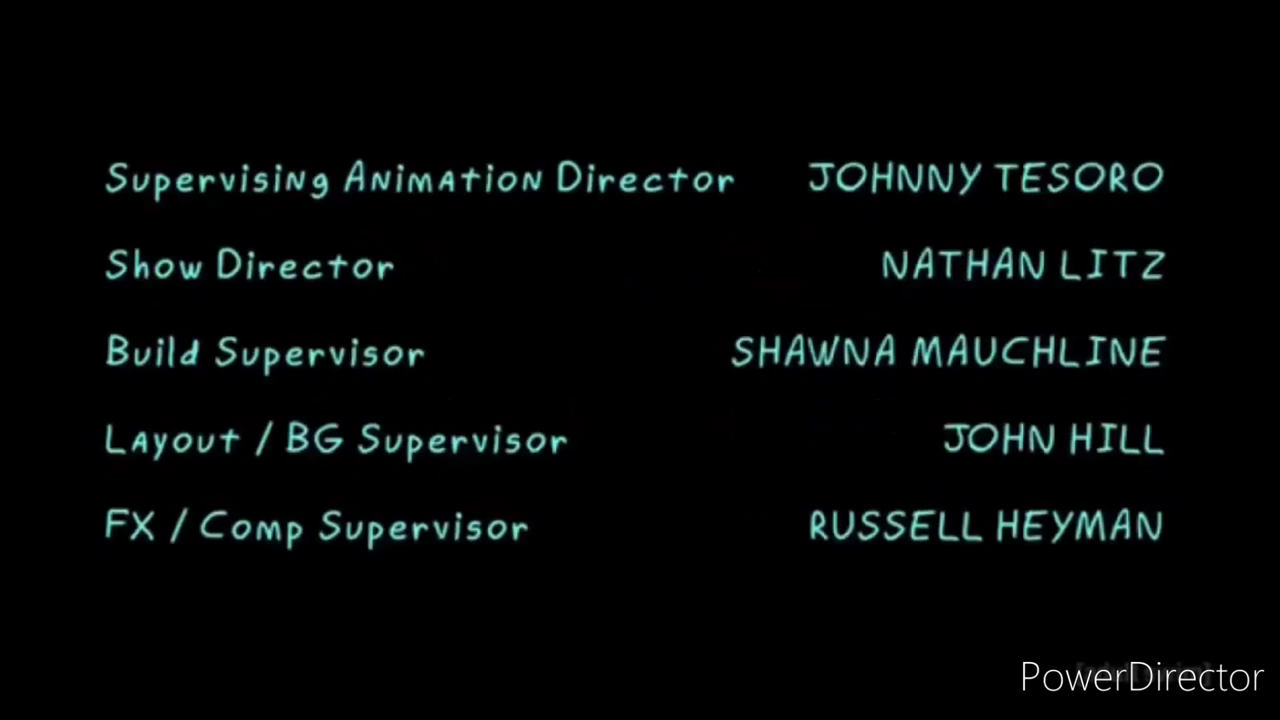 Supervising Animation Director JOHNNY TESORO
Show Director NATHAN LITZ
Build Supervisor SHAWNA MAUCHLINE
Layout / BG Supervisor JOHN HILL
FX / Comp Supervisor RUSSELL HEYMAN
PowerDirector